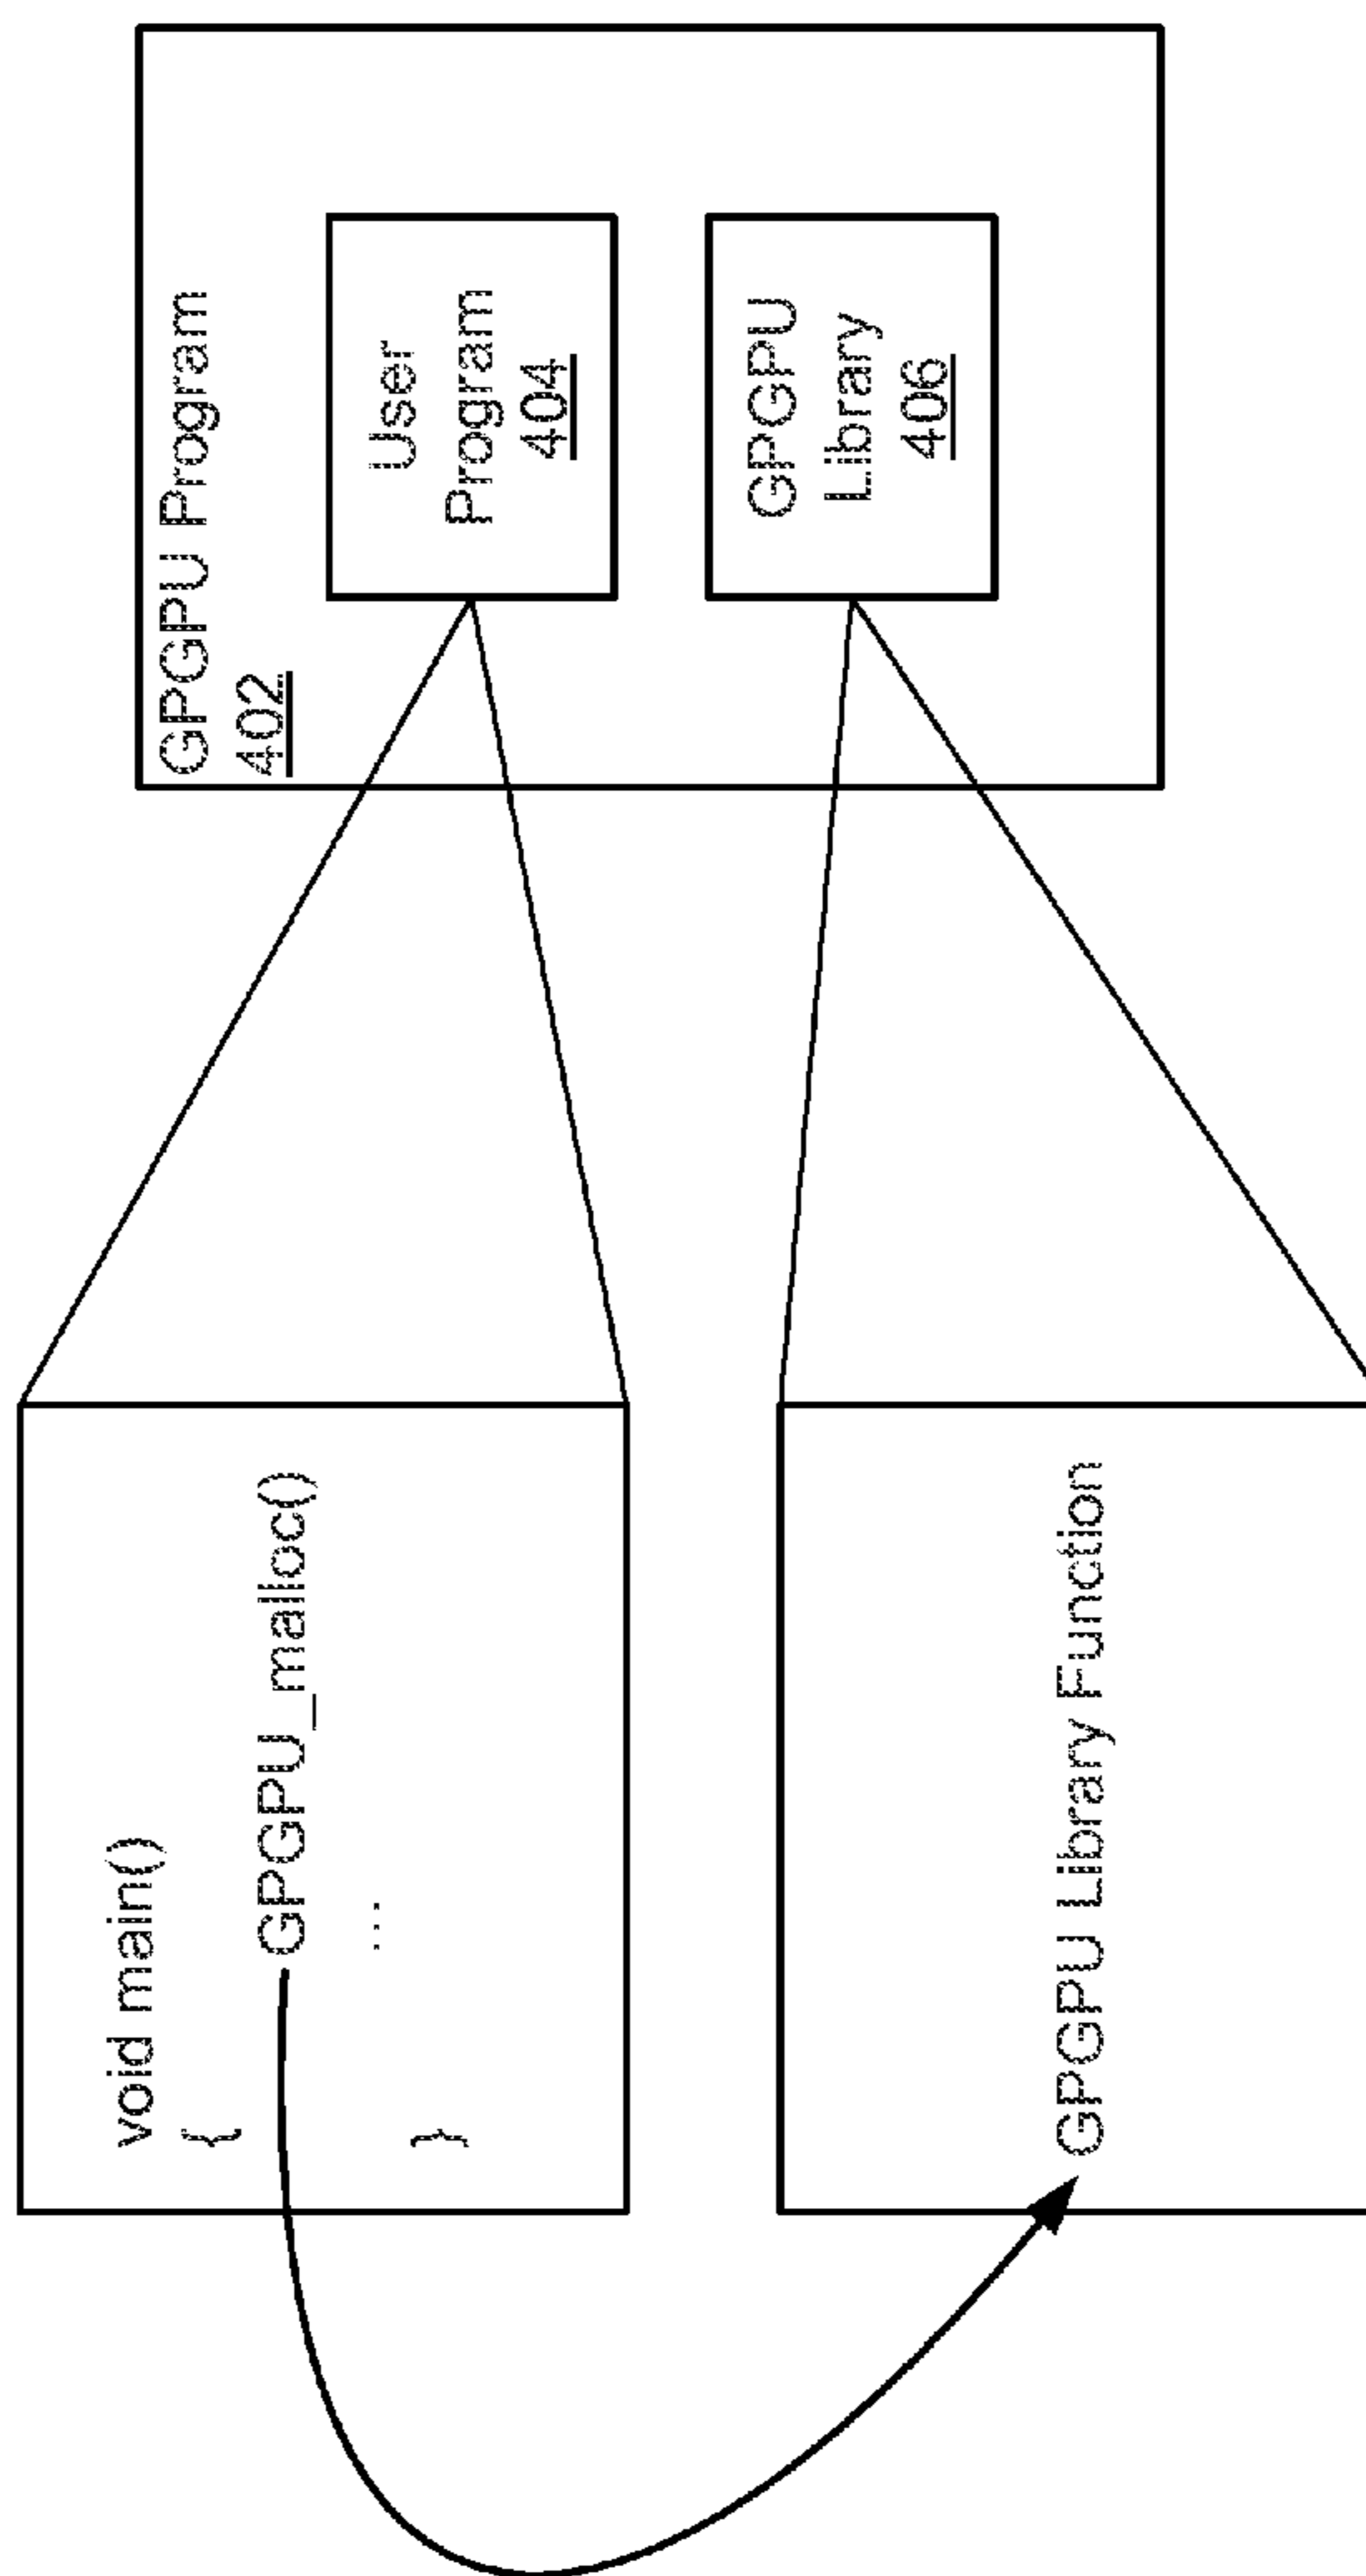 void main()
{
GPGPU_malloc()
...
}
GPGPU Library Function
GPGPU Program
402
User
Program
404
GPGPU
Library
406